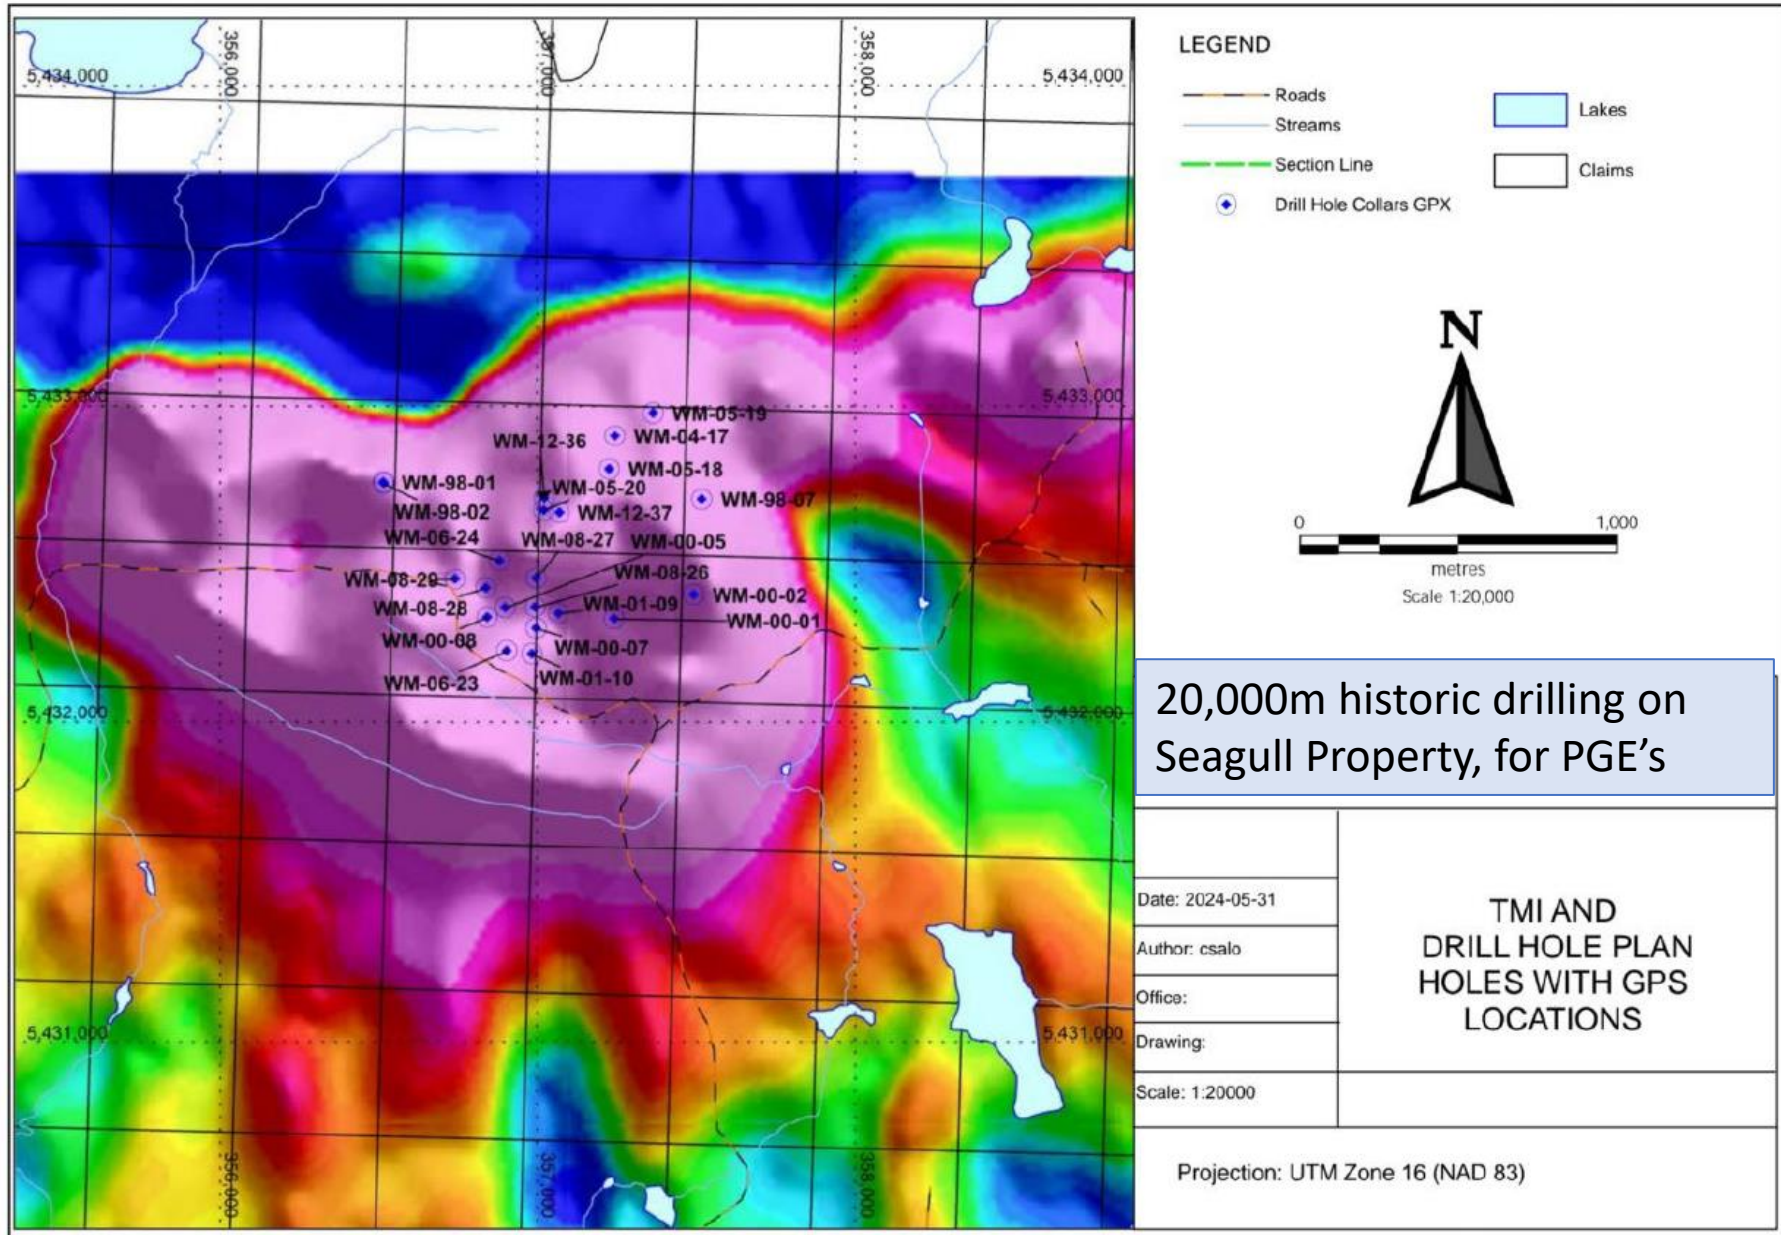 356,000
357,000
358,000
5,434,000
5,434,000
5,433,000
5,433,000
WM-05-19
WM-12-36
WM-04-17
WM-05-18
WM-98-01
WM-05-20
WM-98-07
WM-98-02
WM-12-37
WM-06-24
WM-08-27
WM-00-05
WM-08-29
WM-08-26
WM-08-28
WM-01-09
WM-00-02
WM-00-01
WM-00-08
WM-00-07
WM-06-23
WM-01-10
5,432,000
5,432,000
5,431,000
5,431,000
356,000
357,000
358,000
LEGEND
Roads
Streams
Section Line
Drill Hole Collars GPX
Lakes
Claims
N
0
1,000
metres
Scale 1:20,000
20,000m historic drilling on
Seagull Property, for PGE’s
Date: 2024-05-31
Author: csalo
Office:
Drawing:
Scale: 1:20000
TMI AND
DRILL HOLE PLAN
HOLES WITH GPS
LOCATIONS
Projection: UTM Zone 16 (NAD 83)